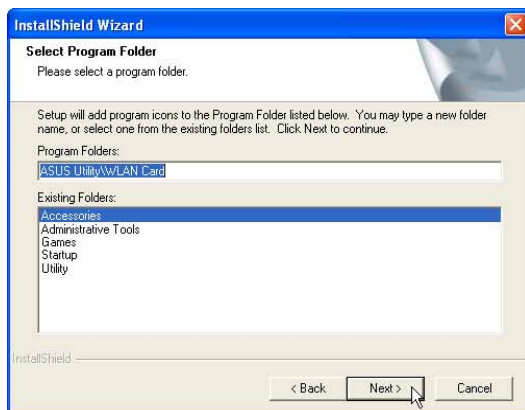 InstallShield Wizard
Select Program Folder
Please select a program folder.
Setup will add program icons to the Program Folder listed below. You may type a new folder
name, or select one from the existing folders list. Click Next to continue.
Program Folders:
ASUS Utility\WLAN Card
Existing Folders:
Accessories
Administrative Tools
Games
Startup
Utility
InstallShield
< Back
Next >
Cancel